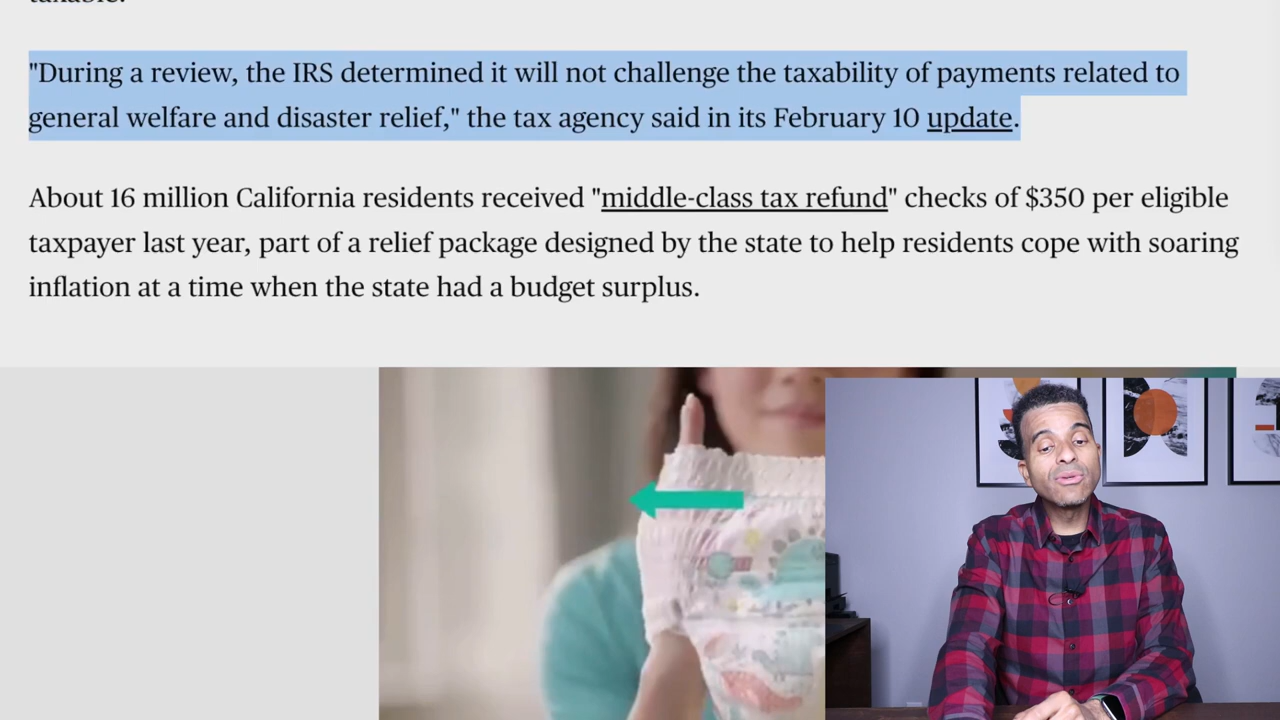 taxable.
"During a review, the IRS determined it will not challenge the taxability of payments related to
general welfare and disaster relief," the tax agency said in its February 10 update.
About 16 million California residents received "middle-class tax refund" checks of $350 per eligible
taxpayer last year, part of a relief package designed by the state to help residents cope with soaring
inflation at a time when the state had a budget surplus.